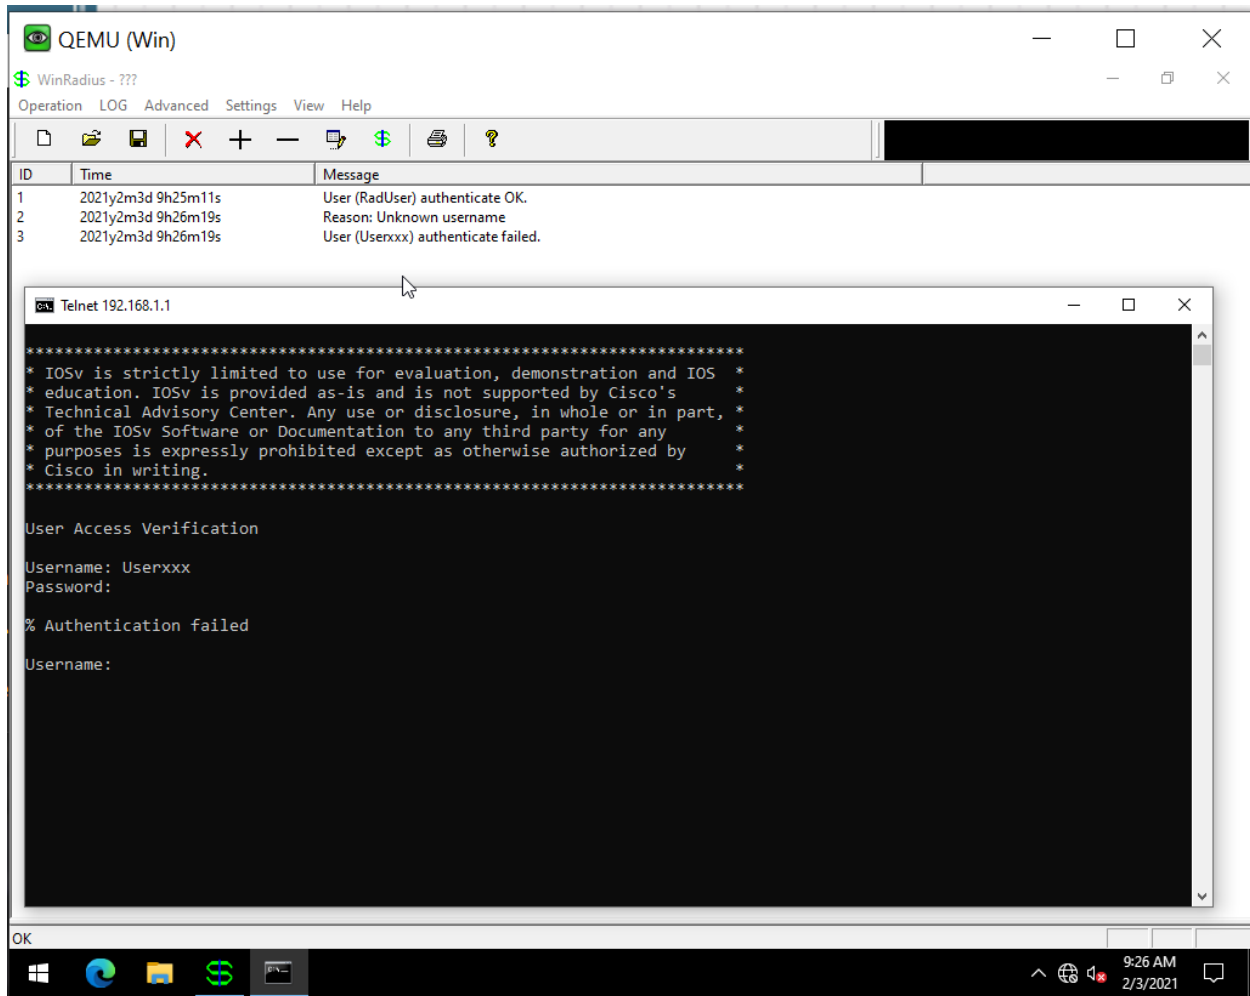 QEMU (Win)
WinRadius - ???
Operation LOG Advanced Settings View Help
ID Time Message
1 2021y2m3d 9h25m11s User (RadUser) authenticate OK.
2 2021y2m3d 9h26m19s Reason: Unknown username
3 2021y2m3d 9h26m19s User (Userxxx) authenticate failed.
C:\. Telnet 192.168.1.1
**************************************************************************
* IOSv is strictly limited to use for evaluation, demonstration and IOS  *
* education. IOSv is provided as-is and is not supported by Cisco's      *
* Technical Advisory Center. Any use or disclosure, in whole or in part, *
* of the IOSv Software or Documentation to any third party for any       *
* purposes is expressly prohibited except as otherwise authorized by     *
* Cisco in writing.                                                      *
**************************************************************************
User Access Verification
Username: Userxxx
Password:
% Authentication failed
Username:
OK
9:26 AM
2/3/2021